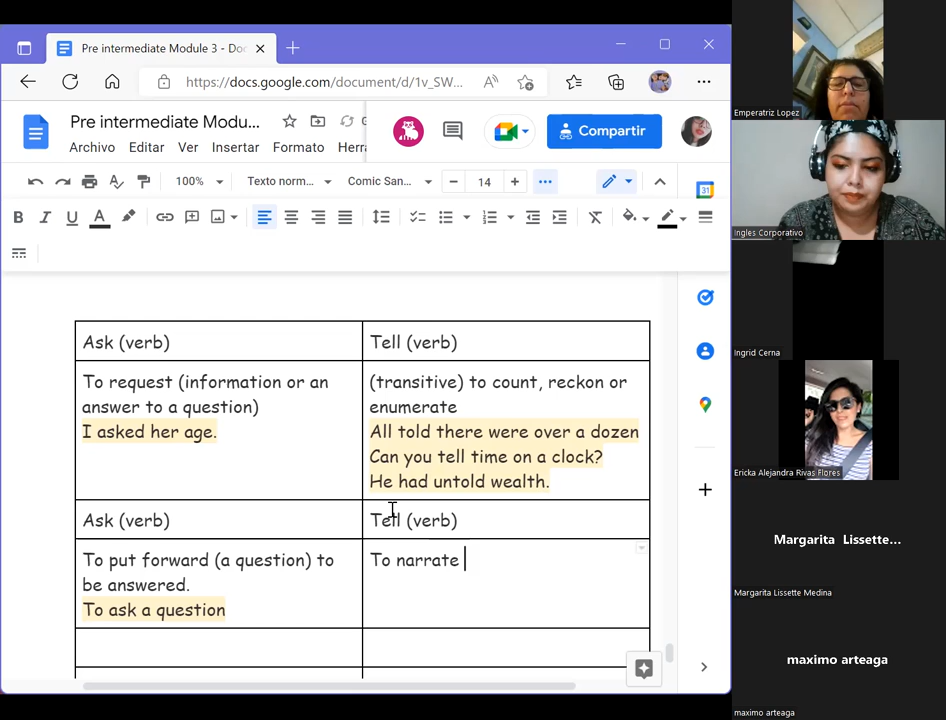 Pre intermediate Module 3 - Doc
https://docs.google.com/document/d/1v_SW...
Pre intermediate Modu...
Compartir
Archivo Editar Ver Insertar Formato Herra
100% Texto norm... Comic San... 14
31
Ask (verb) Tell (verb)
To request (information or an
answer to a question)
I asked her age.
(transitive) to count, reckon or
enumerate
All told there were over a dozen
Can you tell time on a clock?
He had untold wealth.
Ask (verb) Tell (verb)
To put forward (a question) to
be answered.
To ask a question
To narrate
Emperatriz Lopez
Ingles Corporativo
Ingrid Cerna
Ericka Alejandra Rivas Flores
Margarita Lissette...
Margarita Lissette Medina
maximo arteaga
maximo arteaga